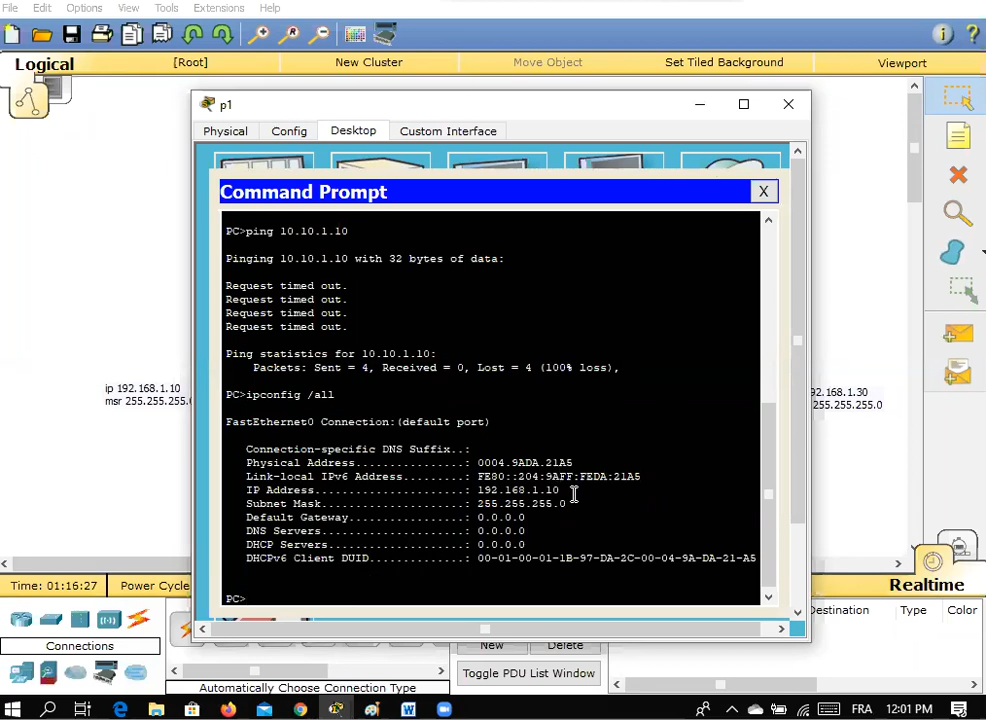 File Edit Options View Tools Extensions Help
Logical [Root] New Cluster Move Object Set Tiled Background Viewport
p1
Physical Config Desktop Custom Interface
Command Prompt X
PC>ping 10.10.1.10
Pinging 10.10.1.10 with 32 bytes of data:
Request timed out.
Request timed out.
Request timed out.
Request timed out.
Ping statistics for 10.10.1.10:
Packets: Sent = 4, Received = 0, Lost = 4 (100% loss),
PC>ipconfig /all
FastEthernet0 Connection:(default port)
Connection-specific DNS Suffix..:
Physical Address................: 0004.9ADA.21A5
Link-local IPv6 Address.........: FE80::204:9AFF:FEDA:21A5
IP Address......................: 192.168.1.10
Subnet Mask.....................: 255.255.255.0
Default Gateway.................: 0.0.0.0
DNS Servers.....................: 0.0.0.0
DHCP Servers....................: 0.0.0.0
DHCPv6 Client DUID..............: 00-01-00-01-1B-97-DA-2C-00-04-9A-DA-21-A5
PC>
ip 192.168.1.10
msr 255.255.255.0
92.168.1.30
255.255.255.0
Time: 01:16:27 Power Cycle Realtime
Connections
Automatically Choose Connection Type
New Delete
Toggle PDU List Window
Destination Type Color
FR 12:01 PM